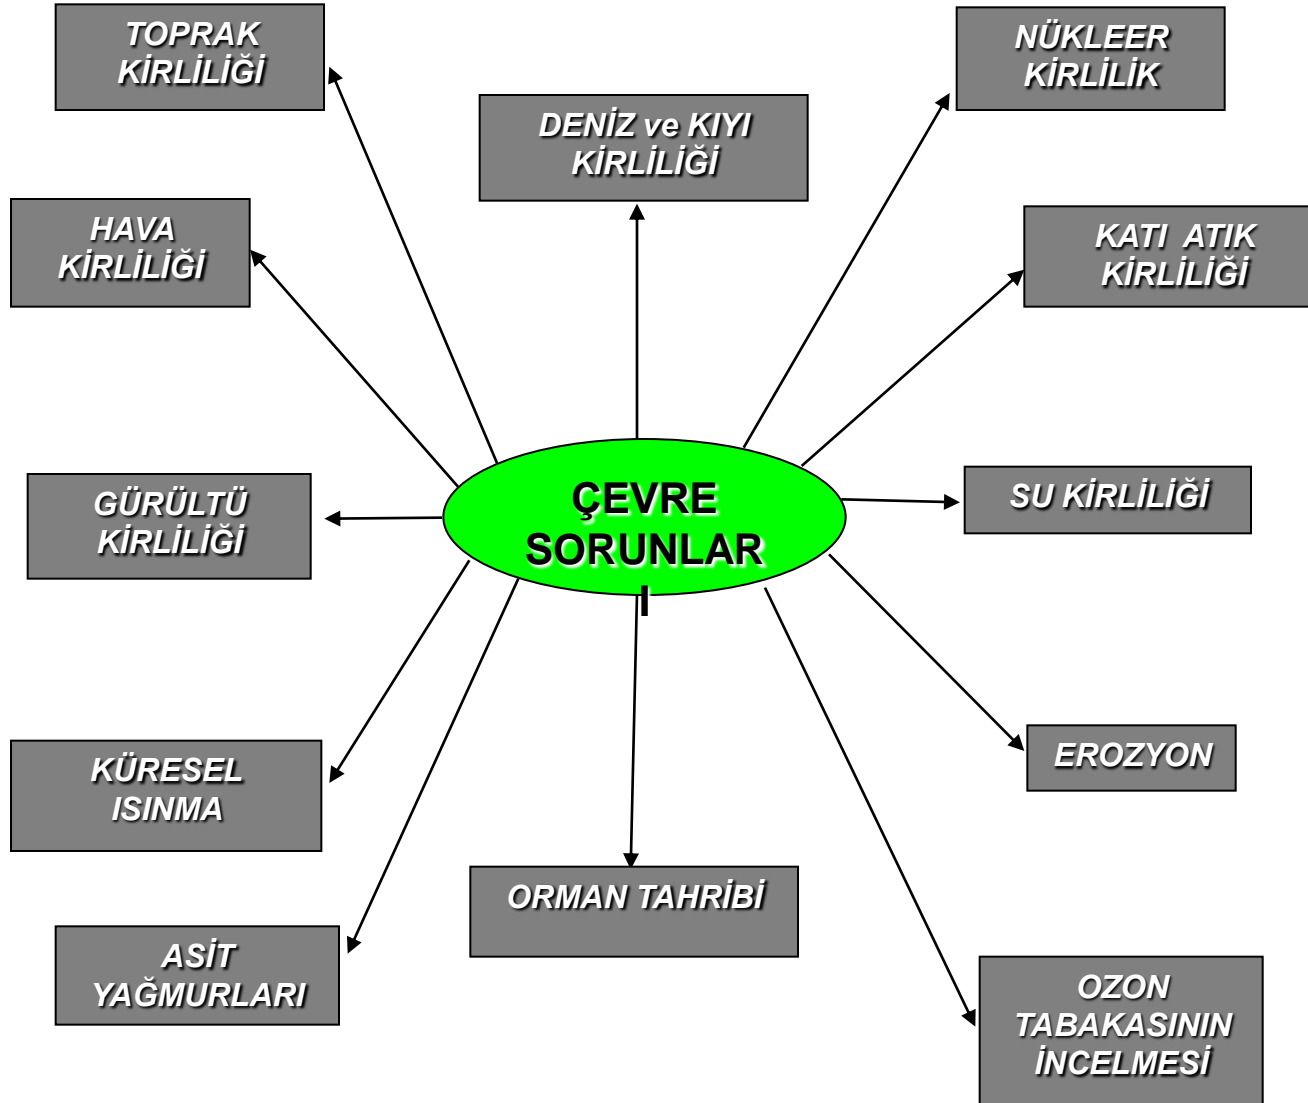 TOPRAK
KİRLİLİĞİ
NÜKLEER
KİRLİLİK
DENİZ ve KIYI
KİRLİLİĞİ
HAVA
KİRLİLİĞİ
KATI  ATIK
KİRLİLİĞİ
GÜRÜLTÜ
KİRLİLİĞİ
ÇEVRE
SORUNLAR
I
SU KİRLİLİĞİ
KÜRESEL
ISINMA
EROZYON
ORMAN TAHRİBİ
ASİT
YAĞMURLARI
OZON
TABAKASININ
İNCELMESİ